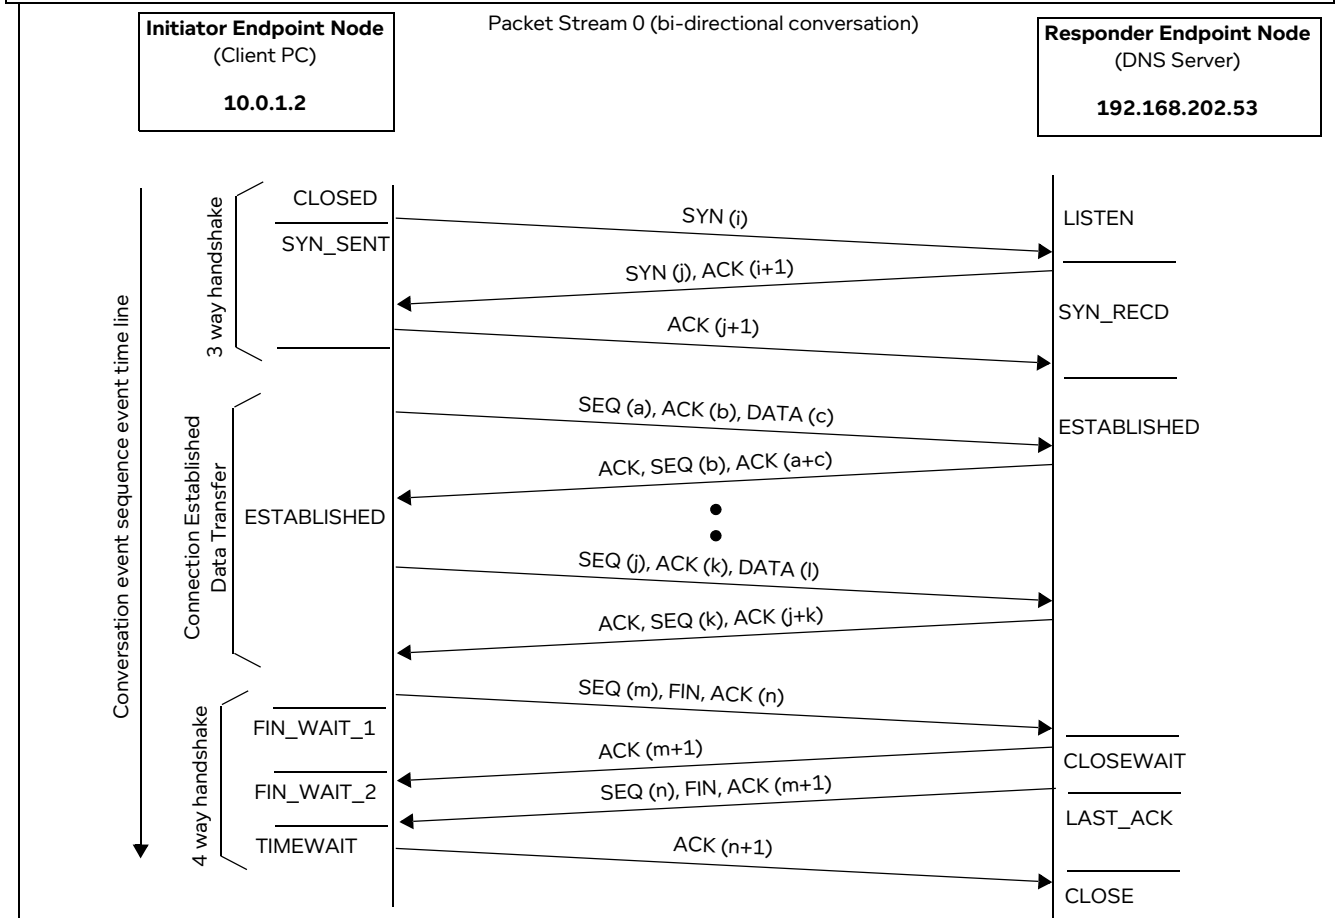 Packet Stream 0 (bi-directional conversation)
Initiator Endpoint Node
(Client PC)
10.0.1.2
Responder Endpoint Node
(DNS Server)
192.168.202.53
Conversation event sequence event time line
3 way handshake
CLOSED
SYN_SENT
SYN (i)
LISTEN
SYN (j), ACK (i+1)
SYN_RECD
ACK (j+1)
Connection Established
Data Transfer
ESTABLISHED
SEQ (a), ACK (b), DATA (c)
ESTABLISHED
ACK, SEQ (b), ACK (a+c)
SEQ (j), ACK (k), DATA (l)
ACK, SEQ (k), ACK (j+k)
4 way handshake
SEQ (m), FIN, ACK (n)
FIN_WAIT_1
ACK (m+1)
CLOSEWAIT
FIN_WAIT_2
SEQ (n), FIN, ACK (m+1)
LAST_ACK
TIMEWAIT
ACK (n+1)
CLOSE